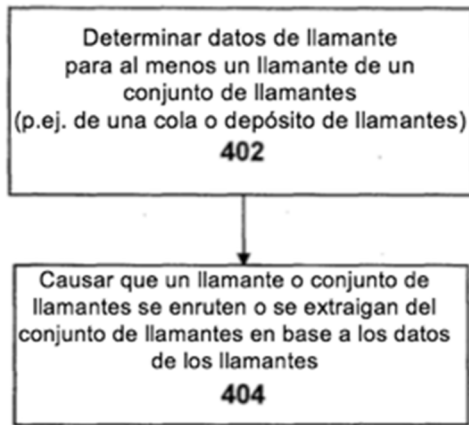 Determinar datos de llamante
para al menos un llamante de un
conjunto de llamantes
(p.ej. de una cola o depósito de llamantes)
402
Causar que un llamante o conjunto de
llamantes se enruten o se extraigan del
conjunto de llamantes en base a los datos
de los llamantes
404